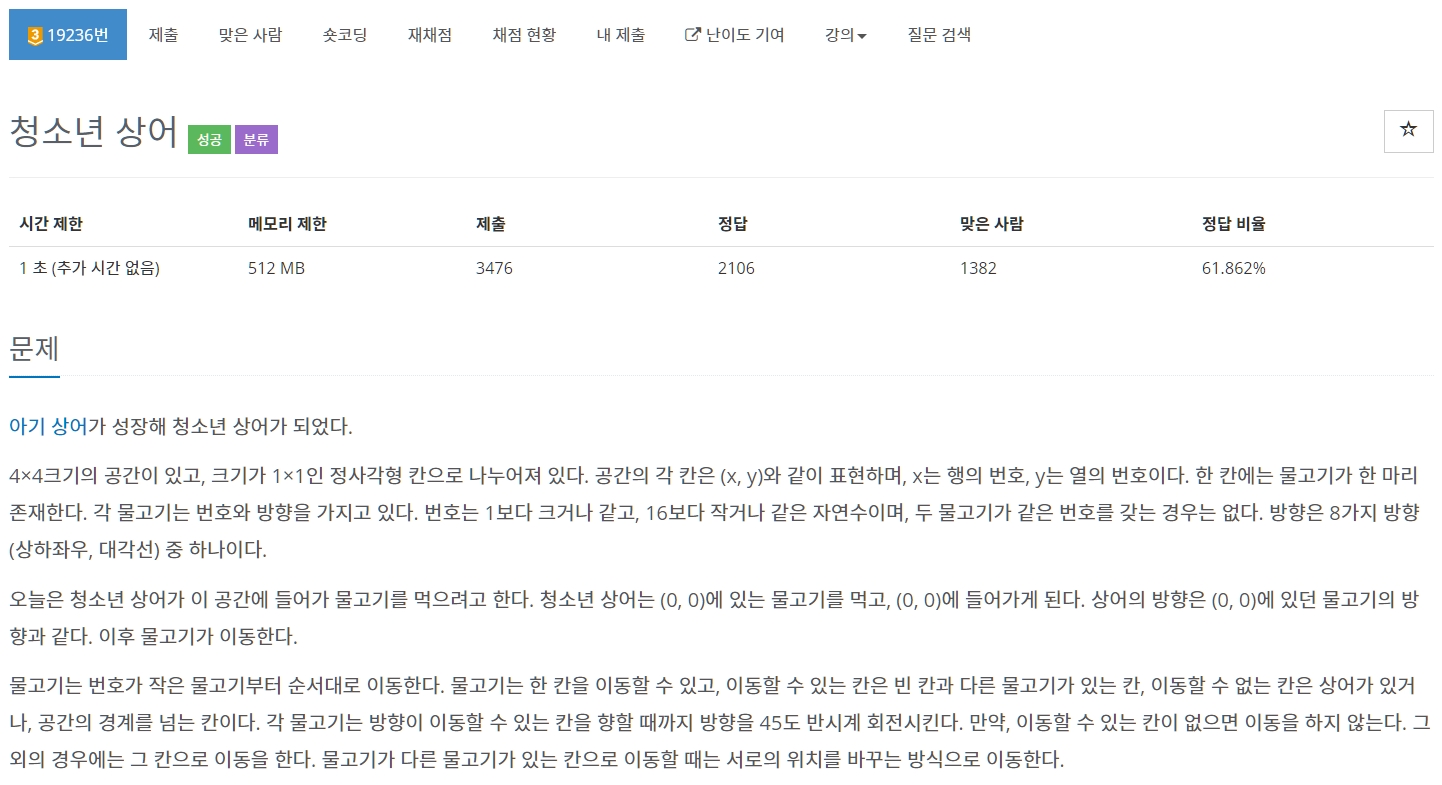 3 19236번 제출 맞은 사람 숏코딩 재채점 채점 현황 내 제출 난이도 기여 강의 질문 검색
청소년 상어 성공 분류
시간 제한 메모리 제한 제출 정답 맞은 사람 정답 비율
1 초 (추가 시간 없음) 512 MB 3476 2106 1382 61.862%
문제
아기 상어가 성장해 청소년 상어가 되었다.
4×4크기의 공간이 있고, 크기가 1×1인 정사각형 칸으로 나누어져 있다. 공간의 각 칸은 (x, y)와 같이 표현하며, x는 행의 번호, y는 열의 번호이다. 한 칸에는 물고기가 한 마리
존재한다. 각 물고기는 번호와 방향을 가지고 있다. 번호는 1보다 크거나 같고, 16보다 작거나 같은 자연수이며, 두 물고기가 같은 번호를 갖는 경우는 없다. 방향은 8가지 방향
(상하좌우, 대각선) 중 하나이다.
오늘은 청소년 상어가 이 공간에 들어가 물고기를 먹으려고 한다. 청소년 상어는 (0, 0)에 있는 물고기를 먹고, (0, 0)에 들어가게 된다. 상어의 방향은 (0, 0)에 있던 물고기의 방
향과 같다. 이후 물고기가 이동한다.
물고기는 번호가 작은 물고기부터 순서대로 이동한다. 물고기는 한 칸을 이동할 수 있고, 이동할 수 있는 칸은 빈 칸과 다른 물고기가 있는 칸, 이동할 수 없는 칸은 상어가 있거
나, 공간의 경계를 넘는 칸이다. 각 물고기는 방향이 이동할 수 있는 칸을 향할 때까지 방향을 45도 반시계 회전시킨다. 만약, 이동할 수 있는 칸이 없으면 이동을 하지 않는다. 그
외의 경우에는 그 칸으로 이동을 한다. 물고기가 다른 물고기가 있는 칸으로 이동할 때는 서로의 위치를 바꾸는 방식으로 이동한다.